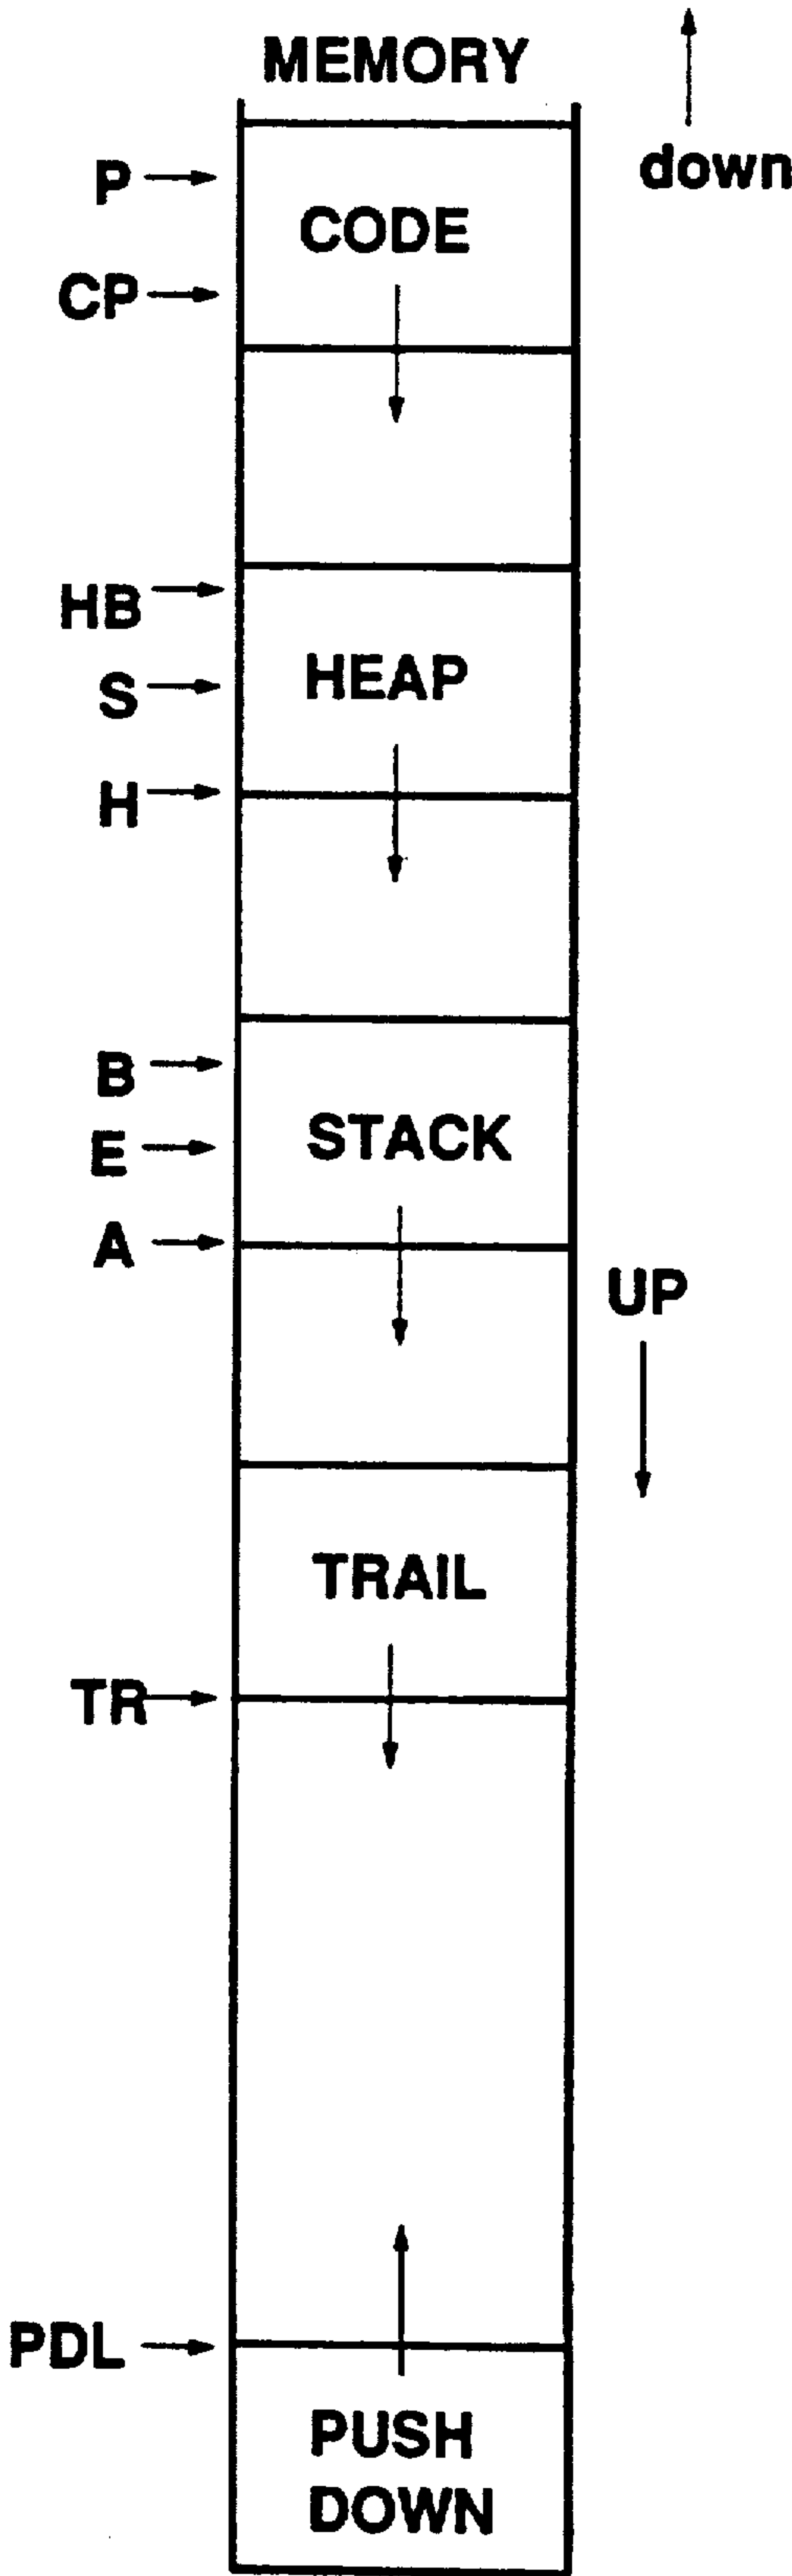 MEMORY
down
P
CODE
CP
HB
HEAP
S
H
B
STACK
E
A
UP
TRAIL
TR
PDL
PUSH
DOWN